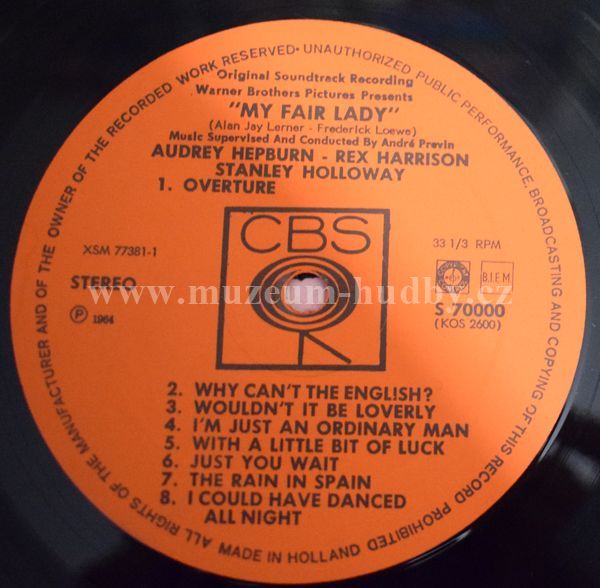 ALL RIGHTS OF THE MANUFACTURER AND OF THE OWNER OF THE RECORDED WORK RESERVED • UNAUTHORIZED PUBLIC PERFORMANCE, BROADCASTING AND COPYING OF THIS RECORD PROHIBITED
Original Soundtrack Recording
Warner Brothers Pictures Presents
"MY FAIR LADY"
(Alan Jay Lerner - Frederick Loewe)
Music Supervised And Conducted By André Previn
AUDREY HEPBURN - REX HARRISON
STANLEY HOLLOWAY
1. OVERTURE
CBS
XSM 77381-1
33 1/3 RPM
STEREO
B.I.E.M.
www.muzeum-hudby.cz
S 70000
(KOS 2600)
Ⓟ 1964
2. WHY CAN'T THE ENGLISH?
3. WOULDN'T IT BE LOVERLY
4. I'M JUST AN ORDINARY MAN
5. WITH A LITTLE BIT OF LUCK
6. JUST YOU WAIT
7. THE RAIN IN SPAIN
8. I COULD HAVE DANCED
ALL NIGHT
MADE IN HOLLAND